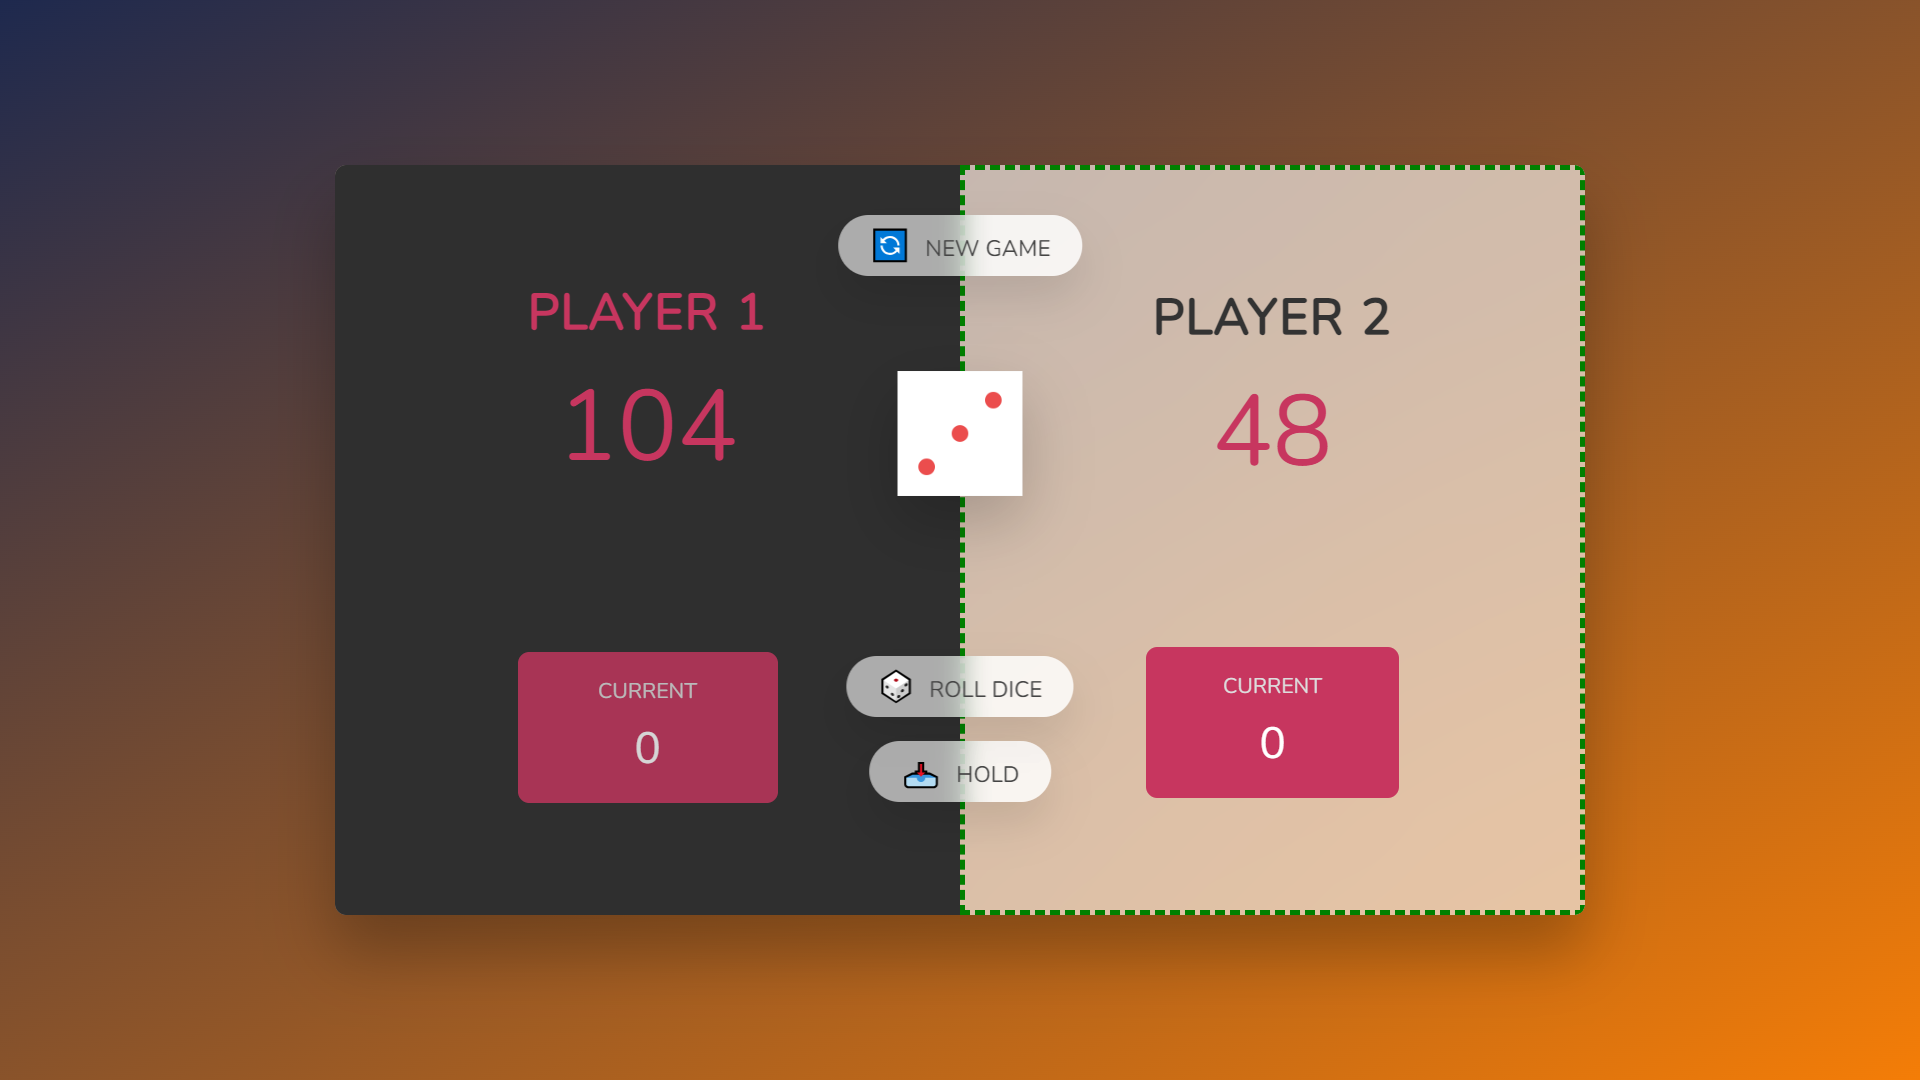 NEW GAME
PLAYER 1
104
CURRENT
0
PLAYER 2
48
CURRENT
0
ROLL DICE
HOLD